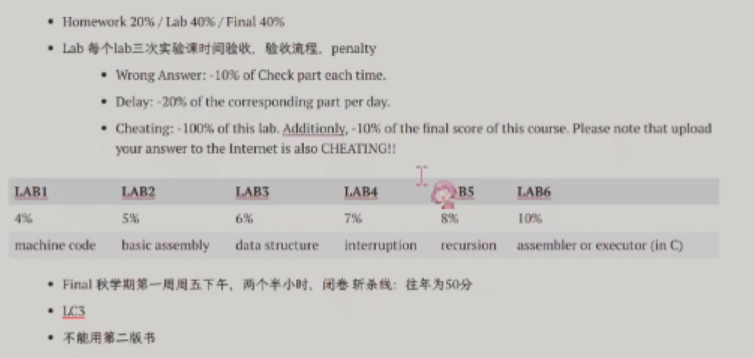 Homework 20% / Lab 40% / Final 40%
Lab 每个lab三次实验课时间验收，验收流程，penalty
Wrong Answer: -10% of Check part each time.
Delay: -20% of the corresponding part per day.
Cheating: -100% of this lab. Additionly, -10% of the final score of this course. Please note that upload
your answer to the Internet is also CHEATING!!
LAB1 LAB2 LAB3 LAB4 B5 LAB6
4% 5% 6% 7% 8% 10%
machine code basic assembly data structure interruption recursion assembler or executor (in C)
Final 秋学期第一周周五下午，两个半小时，闭卷 斩杀线：往年为50分
LC3
不能用第二版书